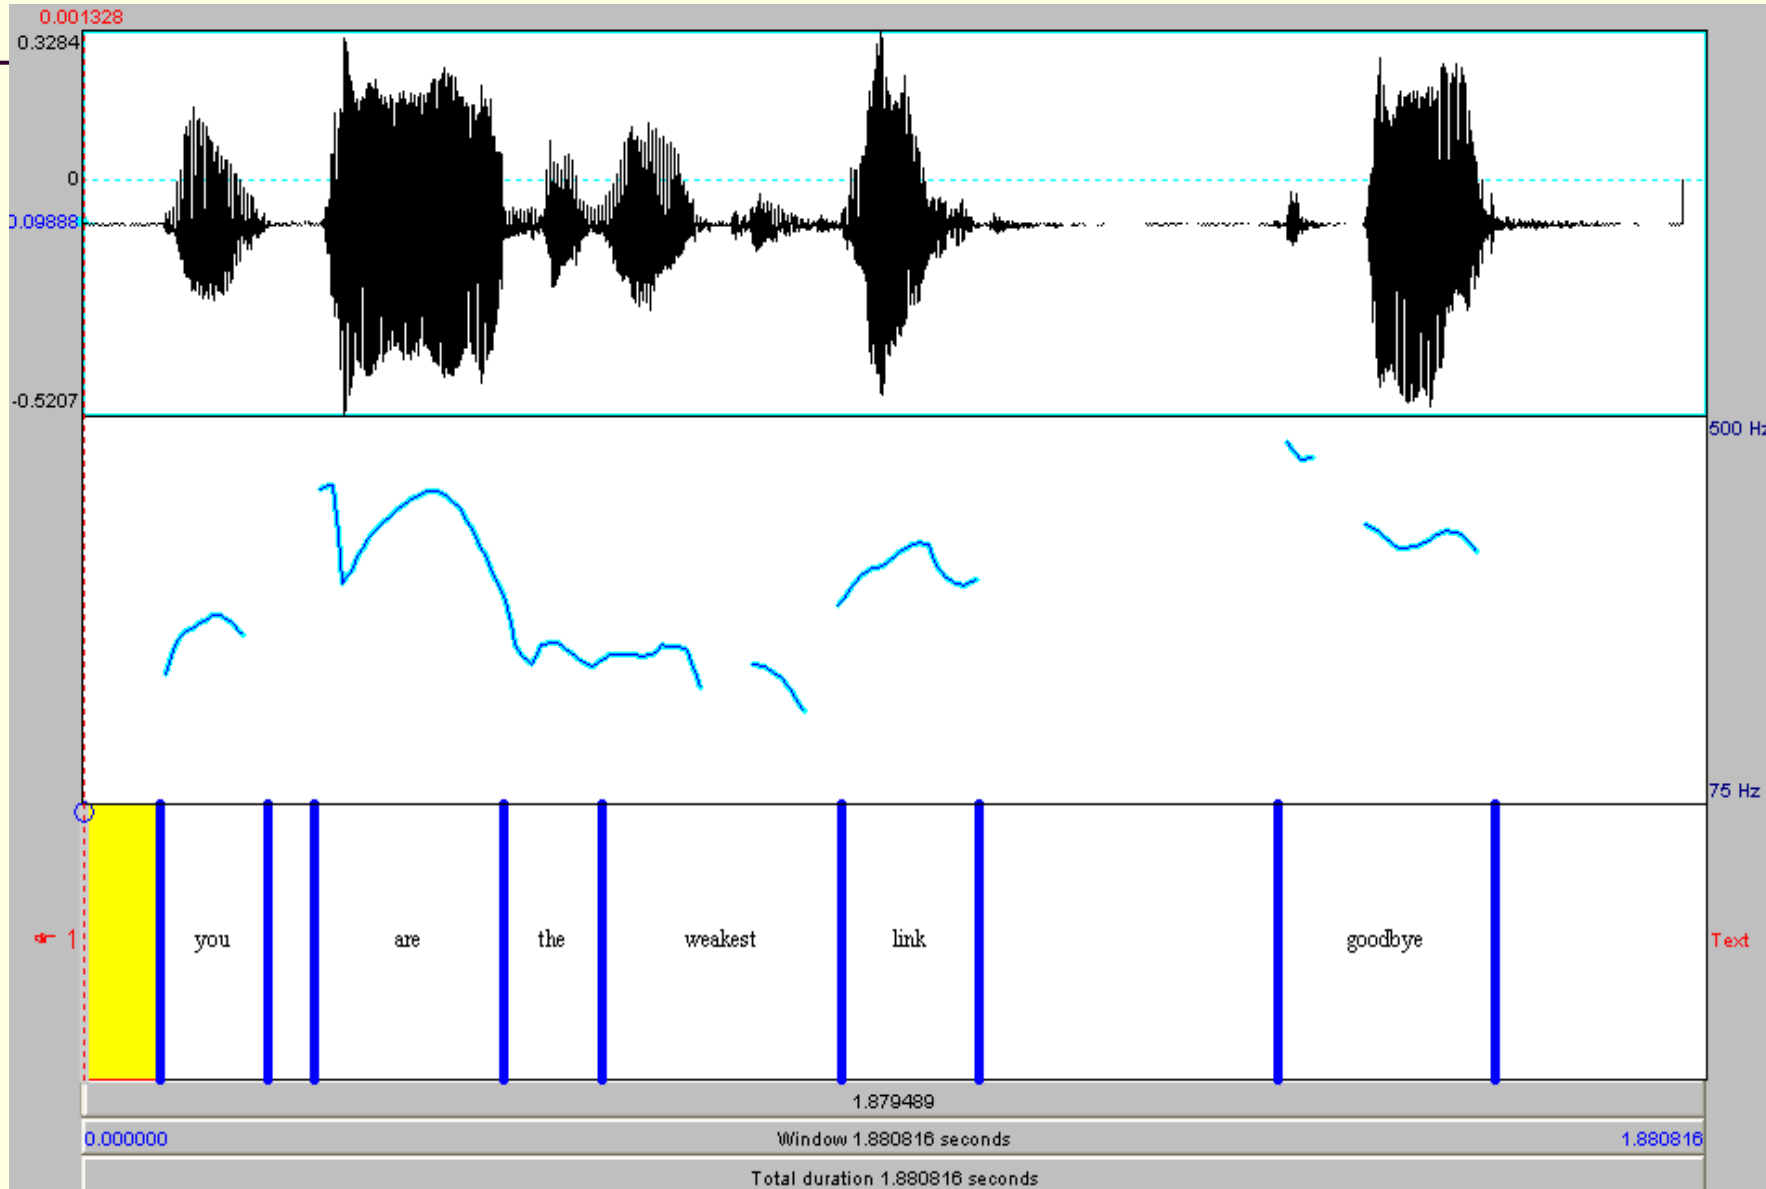 0.001328
0.3284
0
0.09888
-0.5207
500 Hz
75 Hz
1 you are the weakest link goodbye Text
1.879489
0.000000 Window 1.880816 seconds 1.880816
Total duration 1.880816 seconds